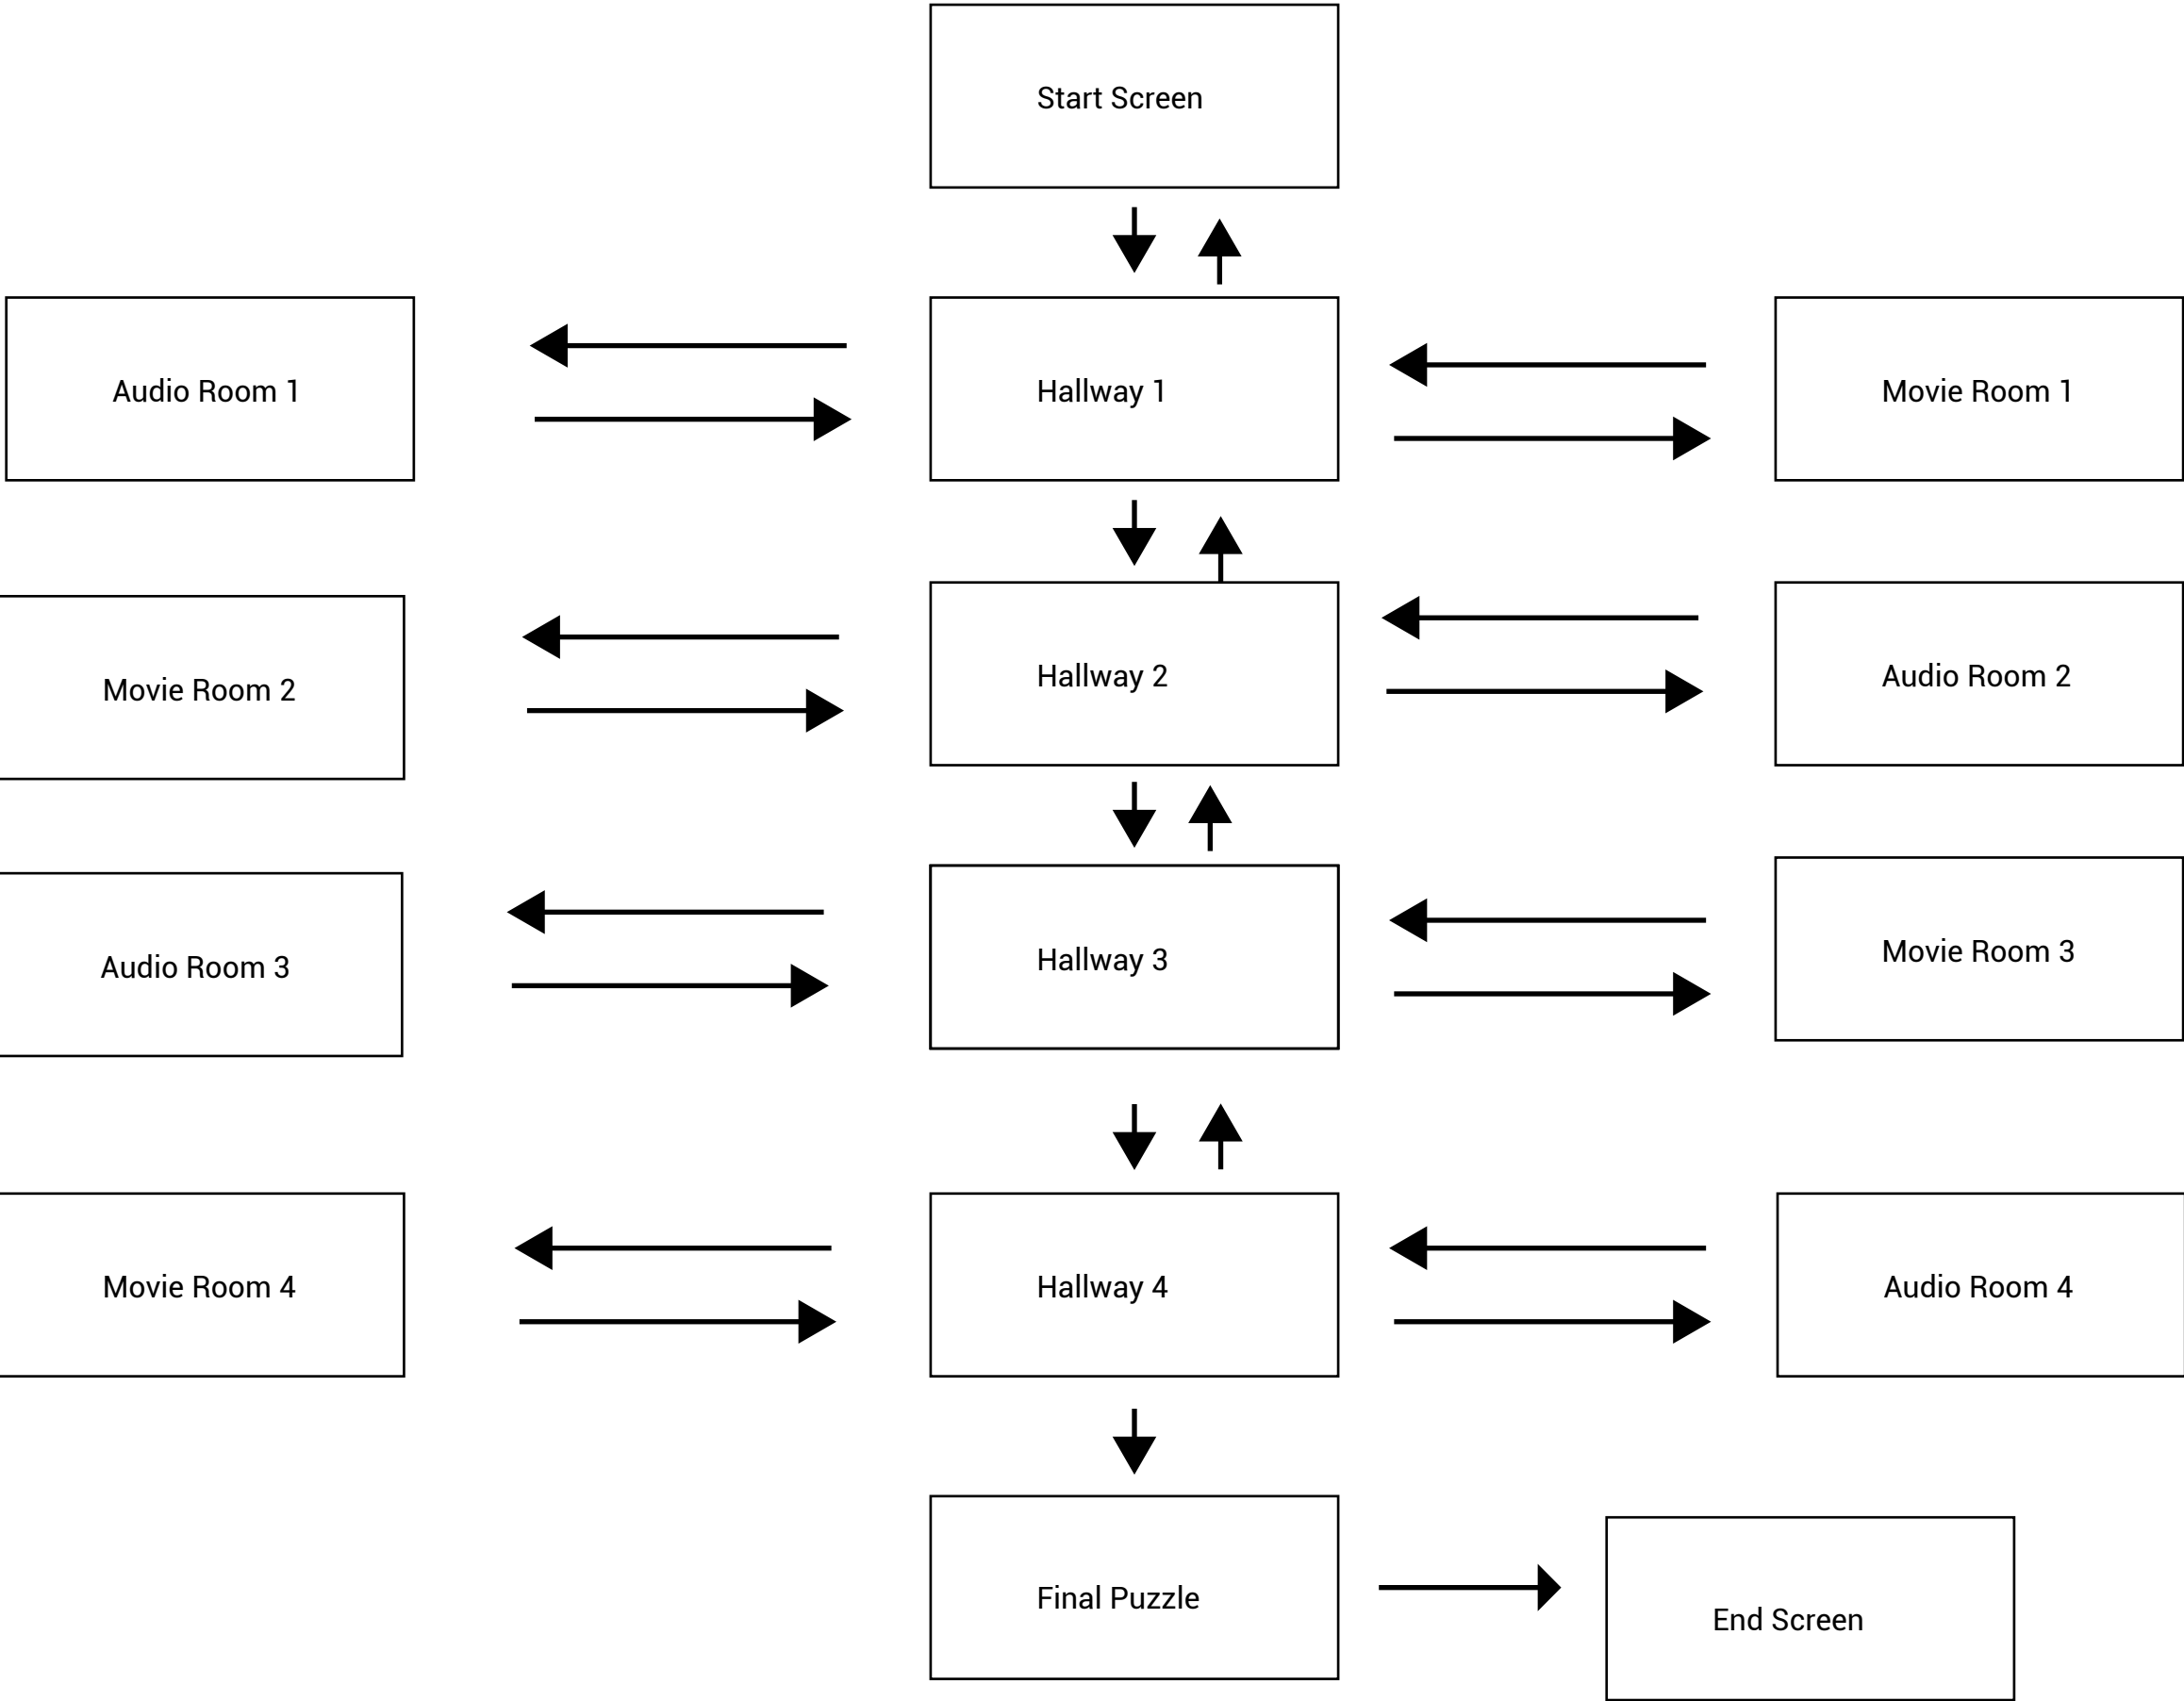 Start Screen
Audio Room 1
Hallway 1
Movie Room 1
Movie Room 2
Hallway 2
Audio Room 2
Audio Room 3
Hallway 3
Movie Room 3
Movie Room 4
Hallway 4
Audio Room 4
Final Puzzle
End Screen